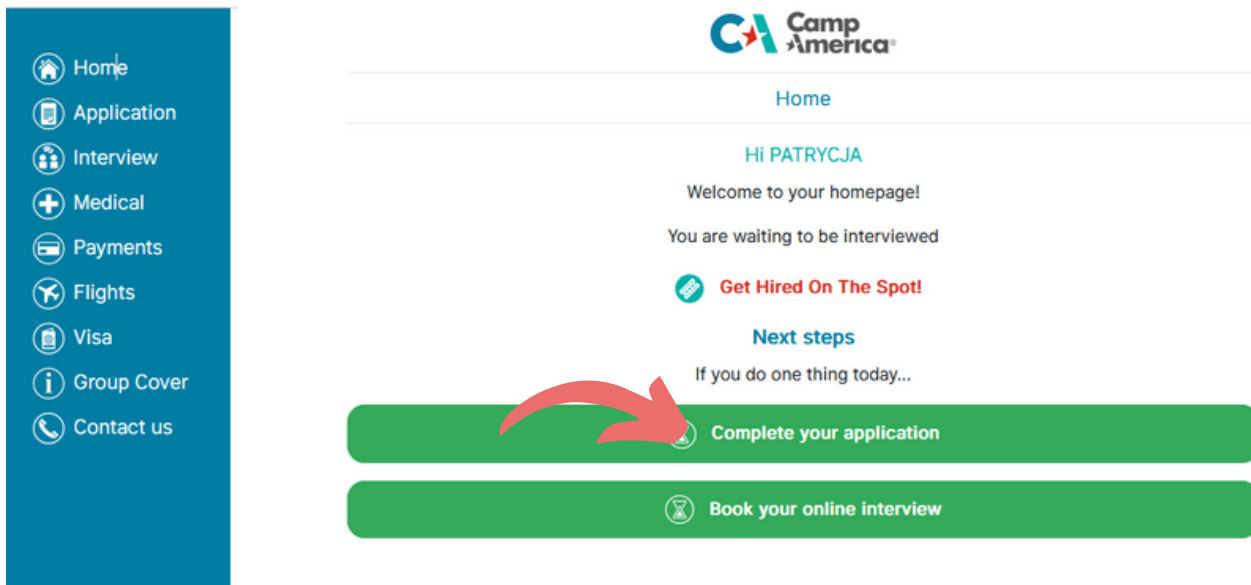 Home
Application
Interview
Medical
Payments
Flights
Visa
Group Cover
Contact us
CA Camp
America®
Home
Hi PATRYCJA
Welcome to your homepage!
You are waiting to be interviewed
Get Hired On The Spot!
Next steps
If you do one thing today...
Complete your application
Book your online interview